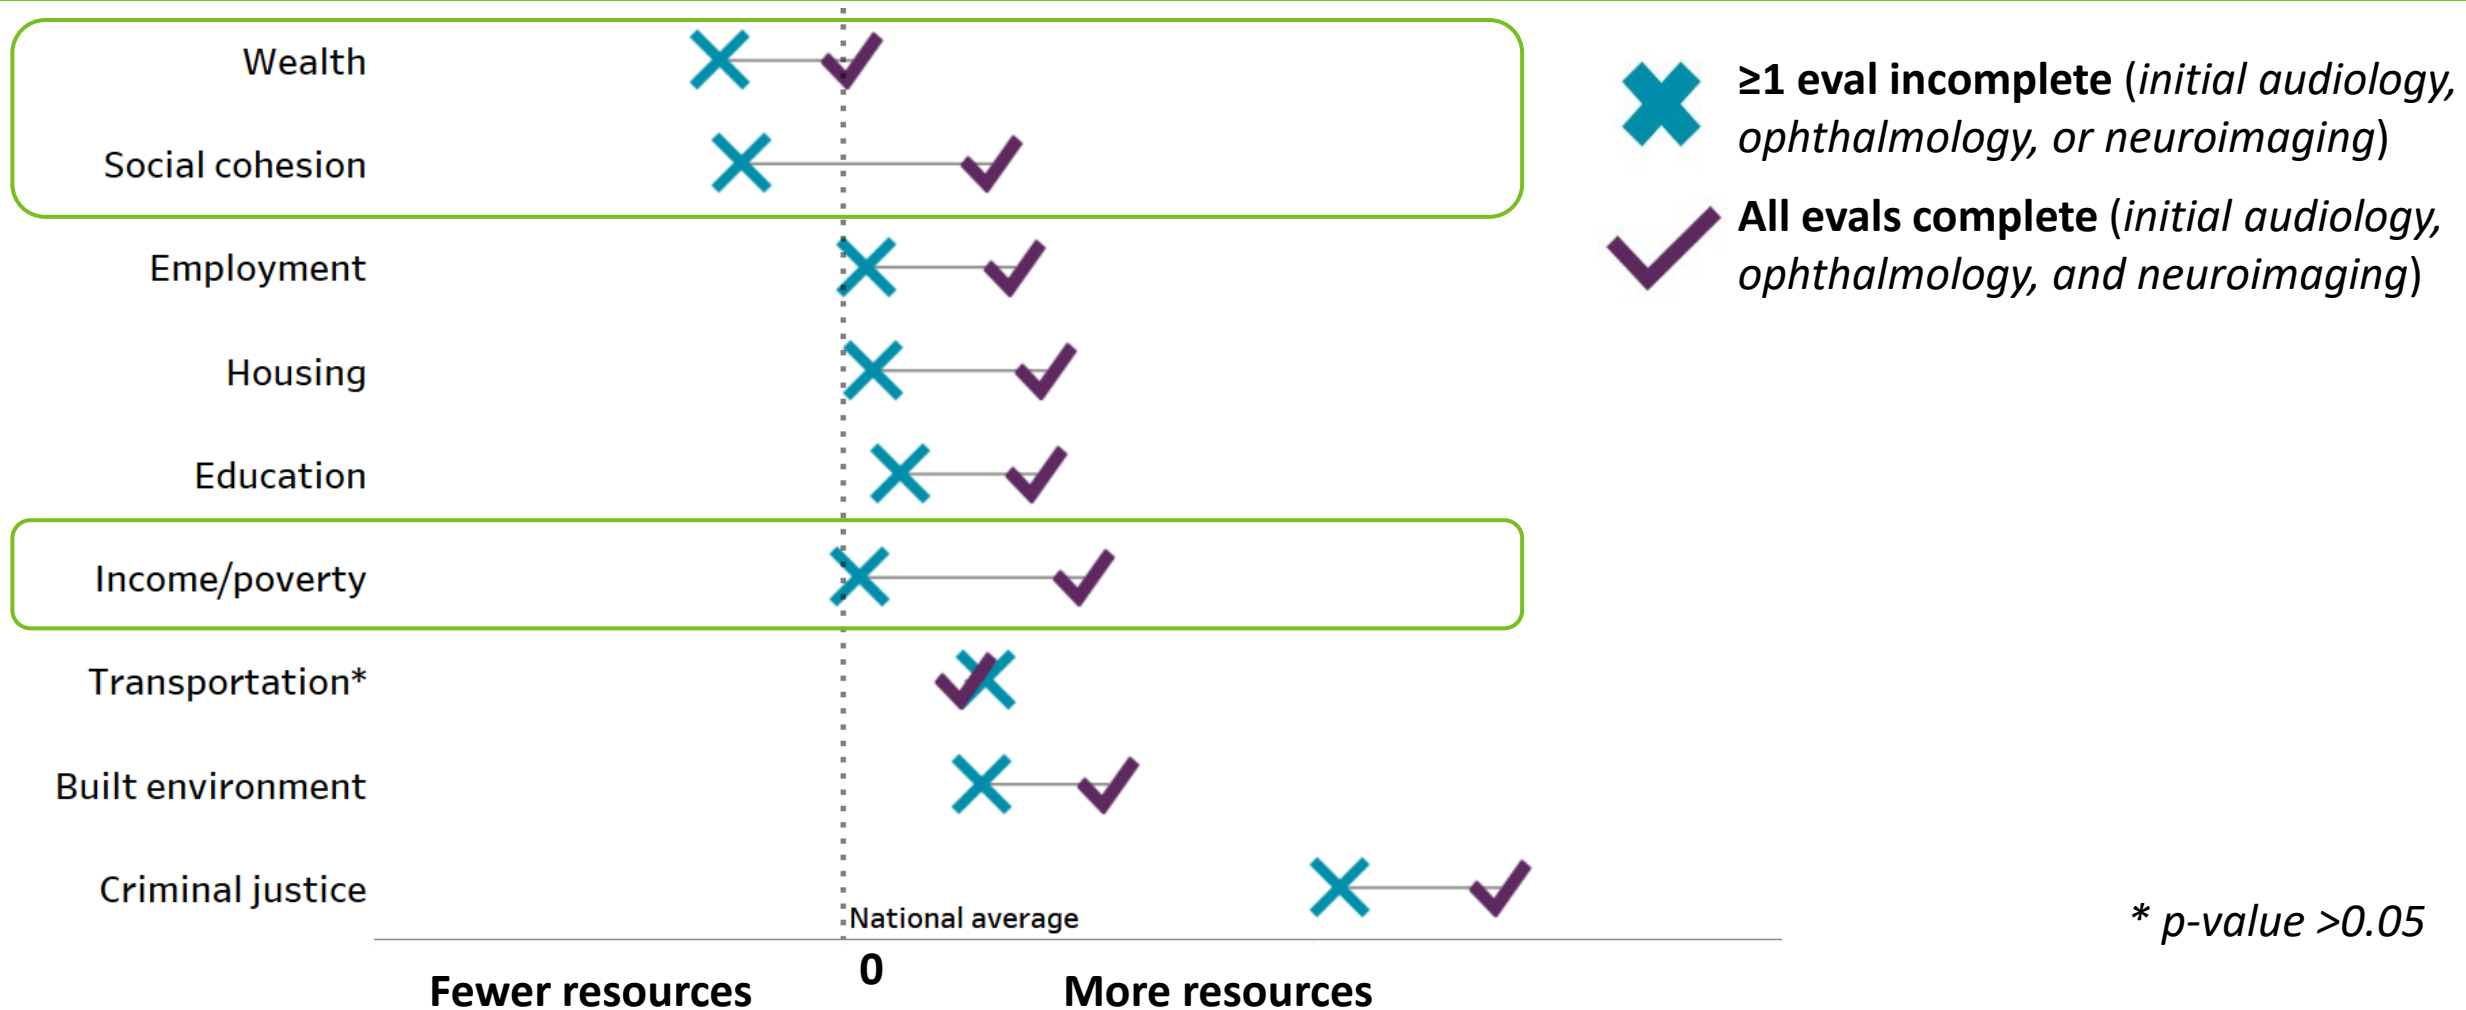 Wealth
Social cohesion
Employment
Housing
Education
Income/poverty
Transportation*
Built environment
Criminal justice
National average
0
Fewer resources
More resources
≥1 eval incomplete (initial audiology,
ophthalmology, or neuroimaging)
All evals complete (initial audiology,
ophthalmology, and neuroimaging)
* p-value >0.05